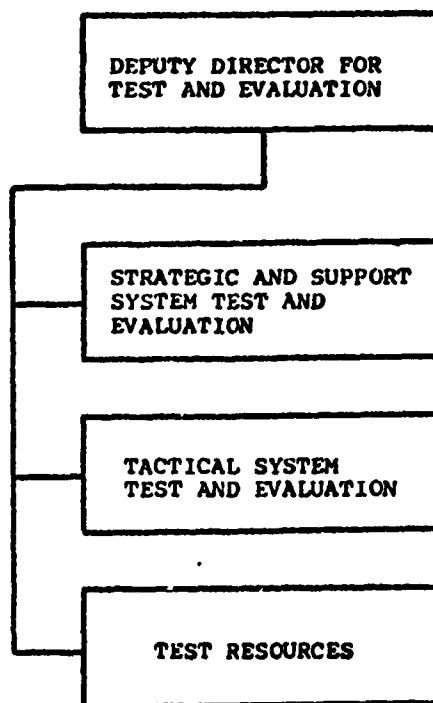 DEPUTY DIRECTOR FOR
TEST AND EVALUATION
STRATEGIC AND SUPPORT
SYSTEM TEST AND
EVALUATION
TACTICAL SYSTEM
TEST AND EVALUATION
TEST RESOURCES